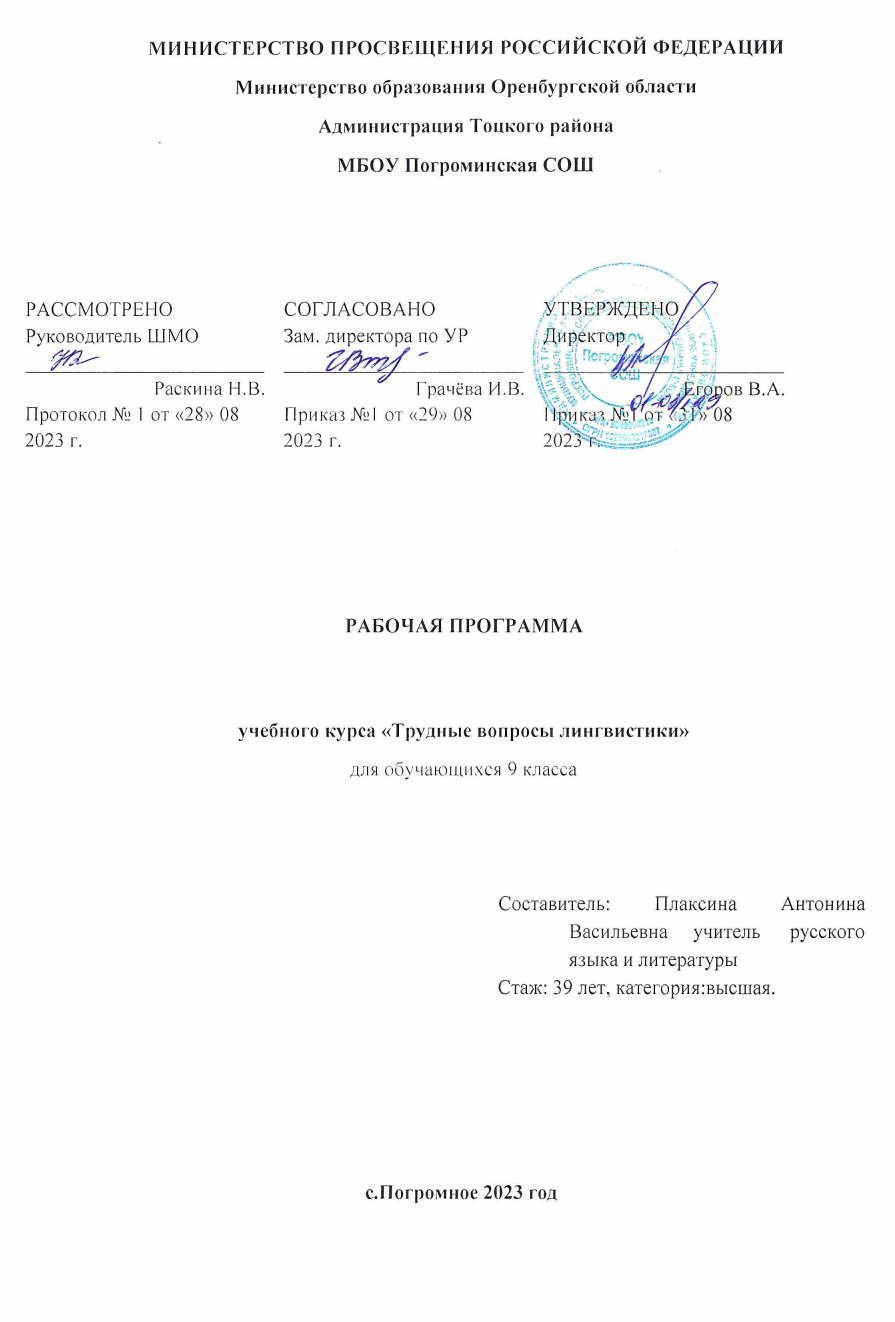 МИНИСТЕРСТВО ПРОСВЕЩЕНИЯ РОССИЙСКОЙ ФЕДЕРАЦИИ
Министерство образования Оренбургской области
Администрация Тоцкого района
МБОУ Погроминская СОШ
РАССМОТРЕНО
Руководитель ШМО
Раскина Н.В.
Протокол № 1 от «28» 08
2023 г.
СОГЛАСОВАНО
Зам. директора по УР
Грачёва И.В.
Приказ №1 от «29» 08
2023 г.
УТВЕРЖДЕНО
Директор
Погроминская
СОШ
Егоров В.А.
Приказ №1 от «31» 08
2023 г.
РАБОЧАЯ ПРОГРАММА
учебного курса «Трудные вопросы лингвистики»
для обучающихся 9 класса
Составитель: Плаксина Антонина
Васильевна учитель русского
языка и литературы
Стаж: 39 лет, категория:высшая.
с.Погромное 2023 год